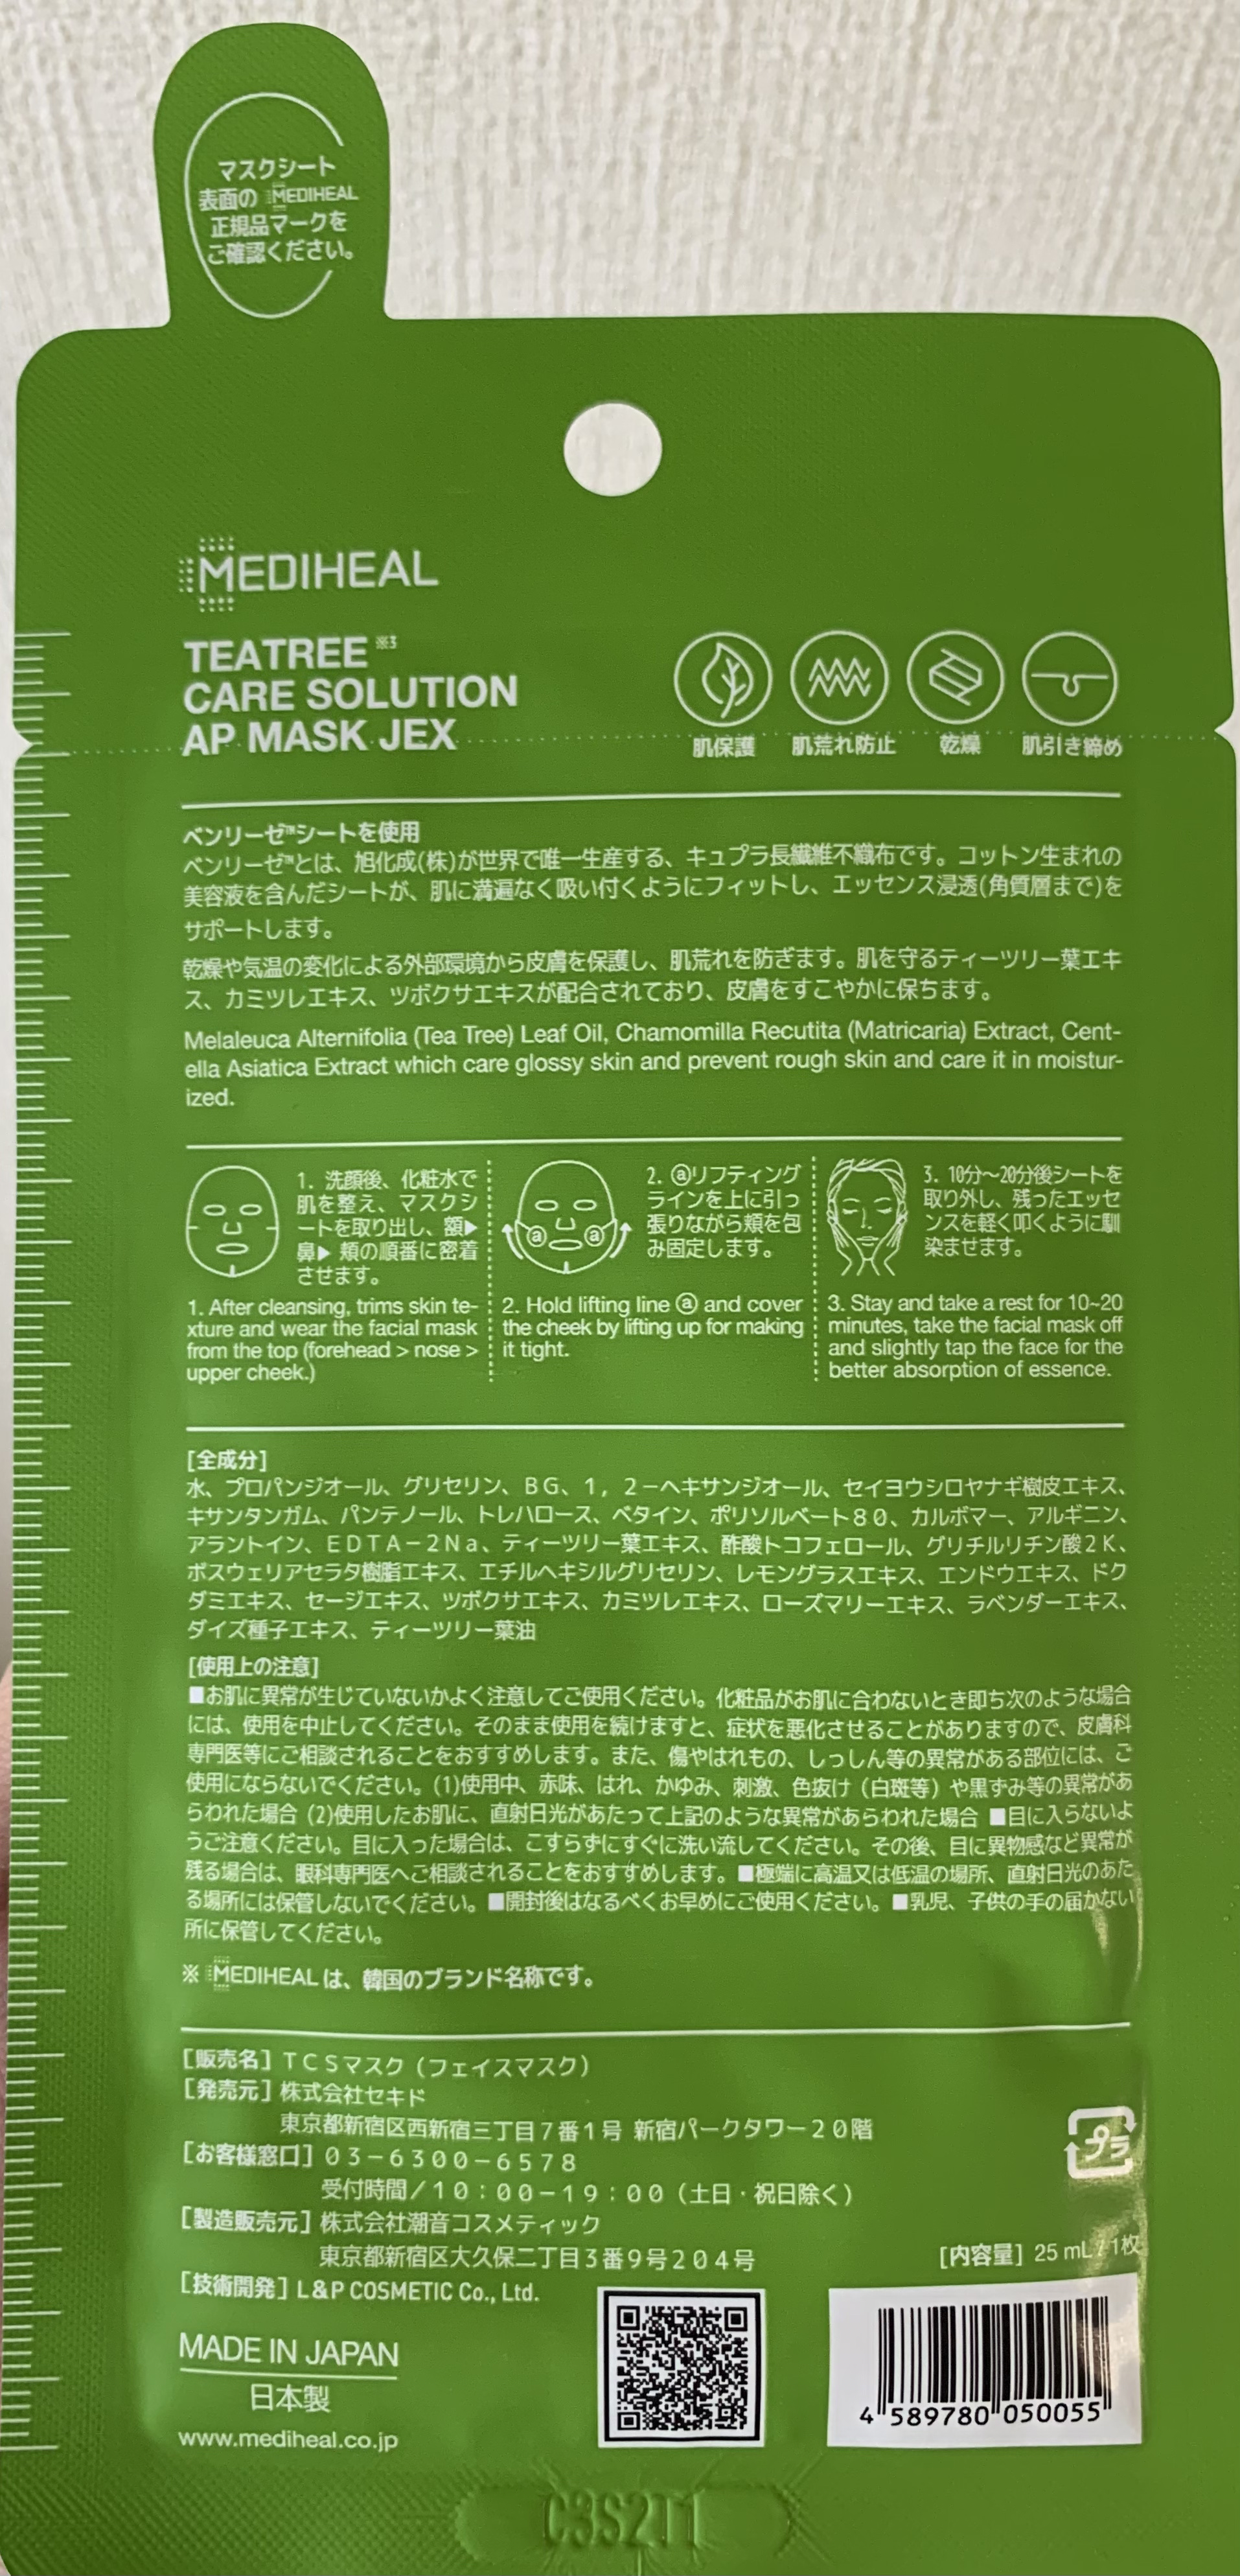 マスクシート
表面の MEDIHEAL
正規品マークを
ご確認ください。
MEDIHEAL
TEATREE ※3
CARE SOLUTION
AP MASK JEX
肌保護 肌荒れ防止 乾燥 肌引き締め
ベンリーゼ™シートを使用
ベンリーゼ™とは、旭化成(株)が世界で唯一生産する、キュプラ長繊維不織布です。コットン生まれの
美容液を含んだシートが、肌に満遍なく吸い付くようにフィットし、エッセンス浸透(角質層まで)を
サポートします。
乾燥や気温の変化による外部環境から皮膚を保護し、肌荒れを防ぎます。肌を守るティーツリー葉エキ
ス、カミツレエキス、ツボクサエキスが配合されており、皮膚をすこやかに保ちます。
Melaleuca Alternifolia (Tea Tree) Leaf Oil, Chamomilla Recutita (Matricaria) Extract, Cent-
ella Asiatica Extract which care glossy skin and prevent rough skin and care it in moistur-
ized.
1. 洗顔後、化粧水で
肌を整え、マスクシ
ートを取り出し、額▶
鼻▶ 頬の順番に密着
させます。
1. After cleansing, trims skin te-
xture and wear the facial mask
from the top (forehead > nose >
upper cheek.)
ⓐ ⓐ
2. ⓐリフティング
ラインを上に引っ
張りながら頬を包
み固定します。
2. Hold lifting line ⓐ and cover
the cheek by lifting up for making
it tight.
3. 10分〜20分後シートを
取り外し、残ったエッセ
ンスを軽く叩くように馴
染ませます。
3. Stay and take a rest for 10~20
minutes, take the facial mask off
and slightly tap the face for the
better absorption of essence.
[全成分]
水、プロパンジオール、グリセリン、ＢＧ、１，２－ヘキサンジオール、セイヨウシロヤナギ樹皮エキス、
キサンタンガム、パンテノール、トレハロース、ベタイン、ポリソルベート８０、カルボマー、アルギニン、
アラントイン、ＥＤＴＡ－２Ｎａ、ティーツリー葉エキス、酢酸トコフェロール、グリチルリチン酸２Ｋ、
ボスウェリアセラタ樹脂エキス、エチルヘキシルグリセリン、レモングラスエキス、エンドウエキス、ドク
ダミエキス、セージエキス、ツボクサエキス、カミツレエキス、ローズマリーエキス、ラベンダーエキス、
ダイズ種子エキス、ティーツリー葉油
[使用上の注意]
■お肌に異常が生じていないかよく注意してご使用ください。化粧品がお肌に合わないとき即ち次のような場合
には、使用を中止してください。そのまま使用を続けますと、症状を悪化させることがありますので、皮膚科
専門医等にご相談されることをおすすめします。また、傷やはれもの、しっしん等の異常がある部位には、ご
使用にならないでください。(1)使用中、赤味、はれ、かゆみ、刺激、色抜け（白斑等）や黒ずみ等の異常があ
らわれた場合 (2)使用したお肌に、直射日光があたって上記のような異常があらわれた場合 ■目に入らないよ
うご注意ください。目に入った場合は、こすらずにすぐに洗い流してください。その後、目に異物感など異常が
残る場合は、眼科専門医へご相談されることをおすすめします。■極端に高温又は低温の場所、直射日光のあた
る場所には保管しないでください。■開封後はなるべくお早めにご使用ください。■乳児、子供の手の届かない
所に保管してください。
※ MEDIHEAL は、韓国のブランド名称です。
[販売名] ＴＣＳマスク（フェイスマスク）
[発売元] 株式会社セキド
東京都新宿区西新宿三丁目７番１号 新宿パークタワー２０階
[お客様窓口] ０３－６３００－６５７８
受付時間／１０：００－１９：００（土日・祝日除く）
[製造販売元] 株式会社潮音コスメティック
東京都新宿区大久保二丁目３番９号２０４号
[技術開発] L&P COSMETIC Co., Ltd.
プラ
[内容量] 25 mL / 1枚
MADE IN JAPAN
日本製
www.mediheal.co.jp
4 589780 050055
C3S2T1